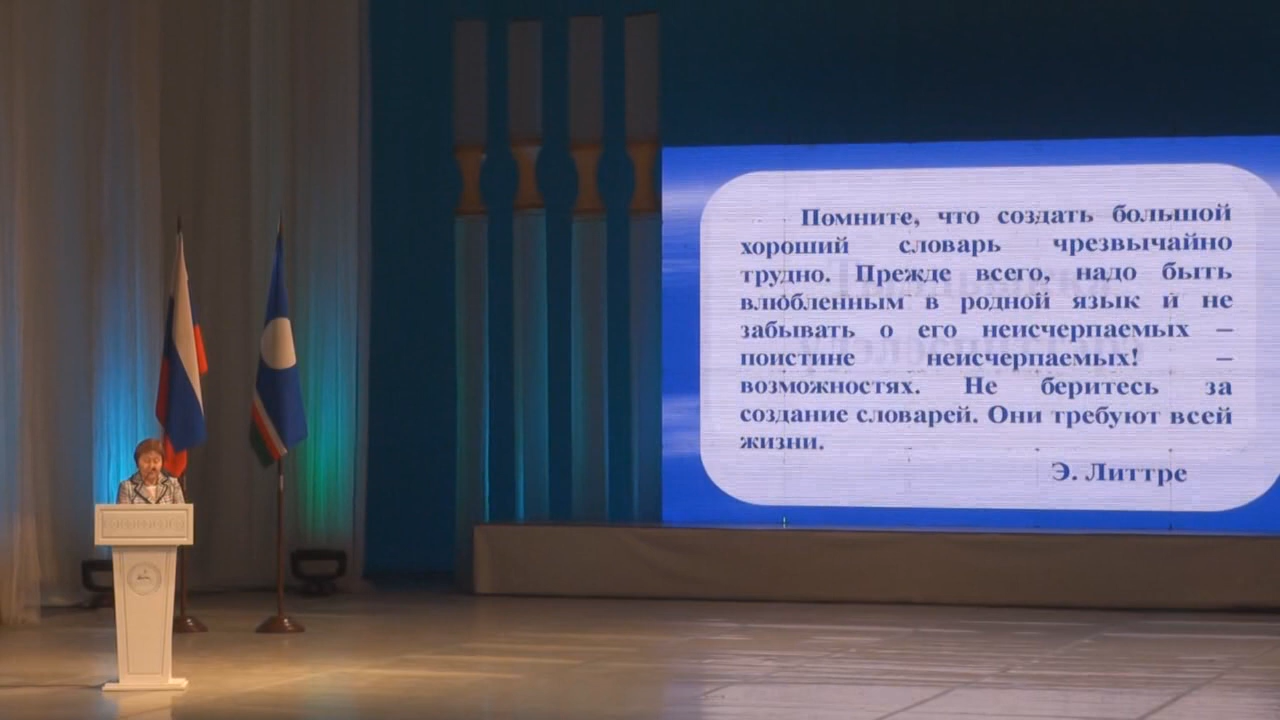 Помните, что создать большой
хороший словарь чрезвычайно
трудно. Прежде всего, надо быть
влюбленным в родной язык и не
забывать о его неисчерпаемых –
поистине неисчерпаемых! –
возможностях. Не беритесь за
создание словарей. Они требуют всей
жизни.
Э. Литтре